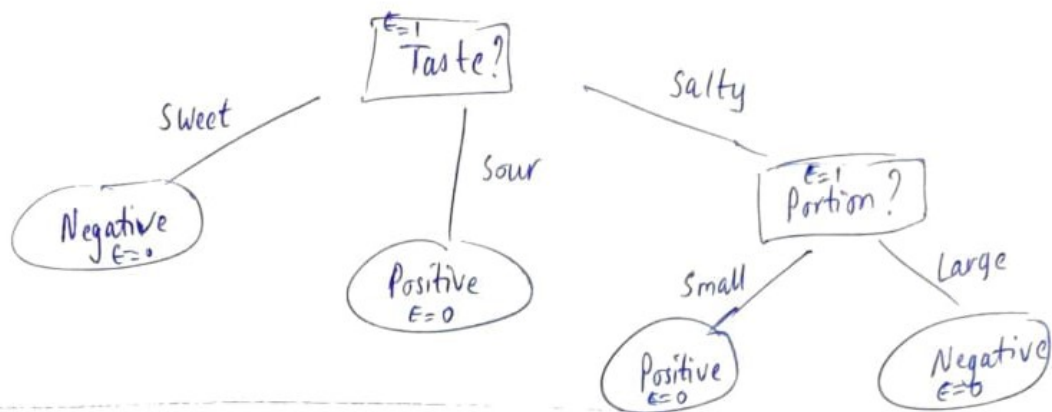 E=1
Taste?
Sweet
Sour
Salty
Negative
E=0
Positive
E=0
E=1
Portion?
Small
Large
Positive
E=0
Negative
E=0